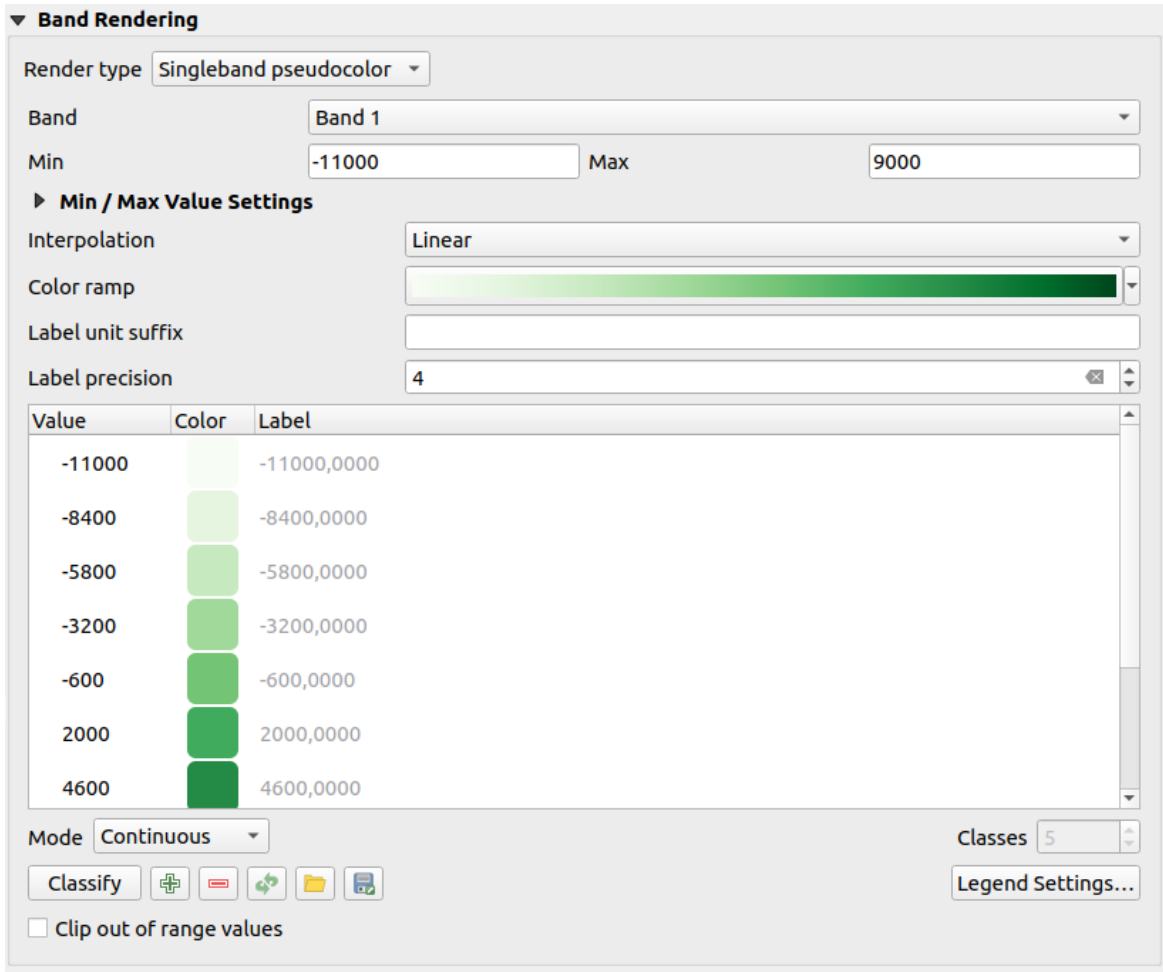 Band Rendering
Render type Singleband pseudocolor
Band Band 1
Min -11000 Max 9000
Min / Max Value Settings
Interpolation Linear
Color ramp
Label unit suffix
Label precision 4
Value Color Label
-11000 -11000,0000
-8400 -8400,0000
-5800 -5800,0000
-3200 -3200,0000
-600 -600,0000
2000 2000,0000
4600 4600,0000
Mode Continuous Classes 5
Classify Legend Settings...
Clip out of range values